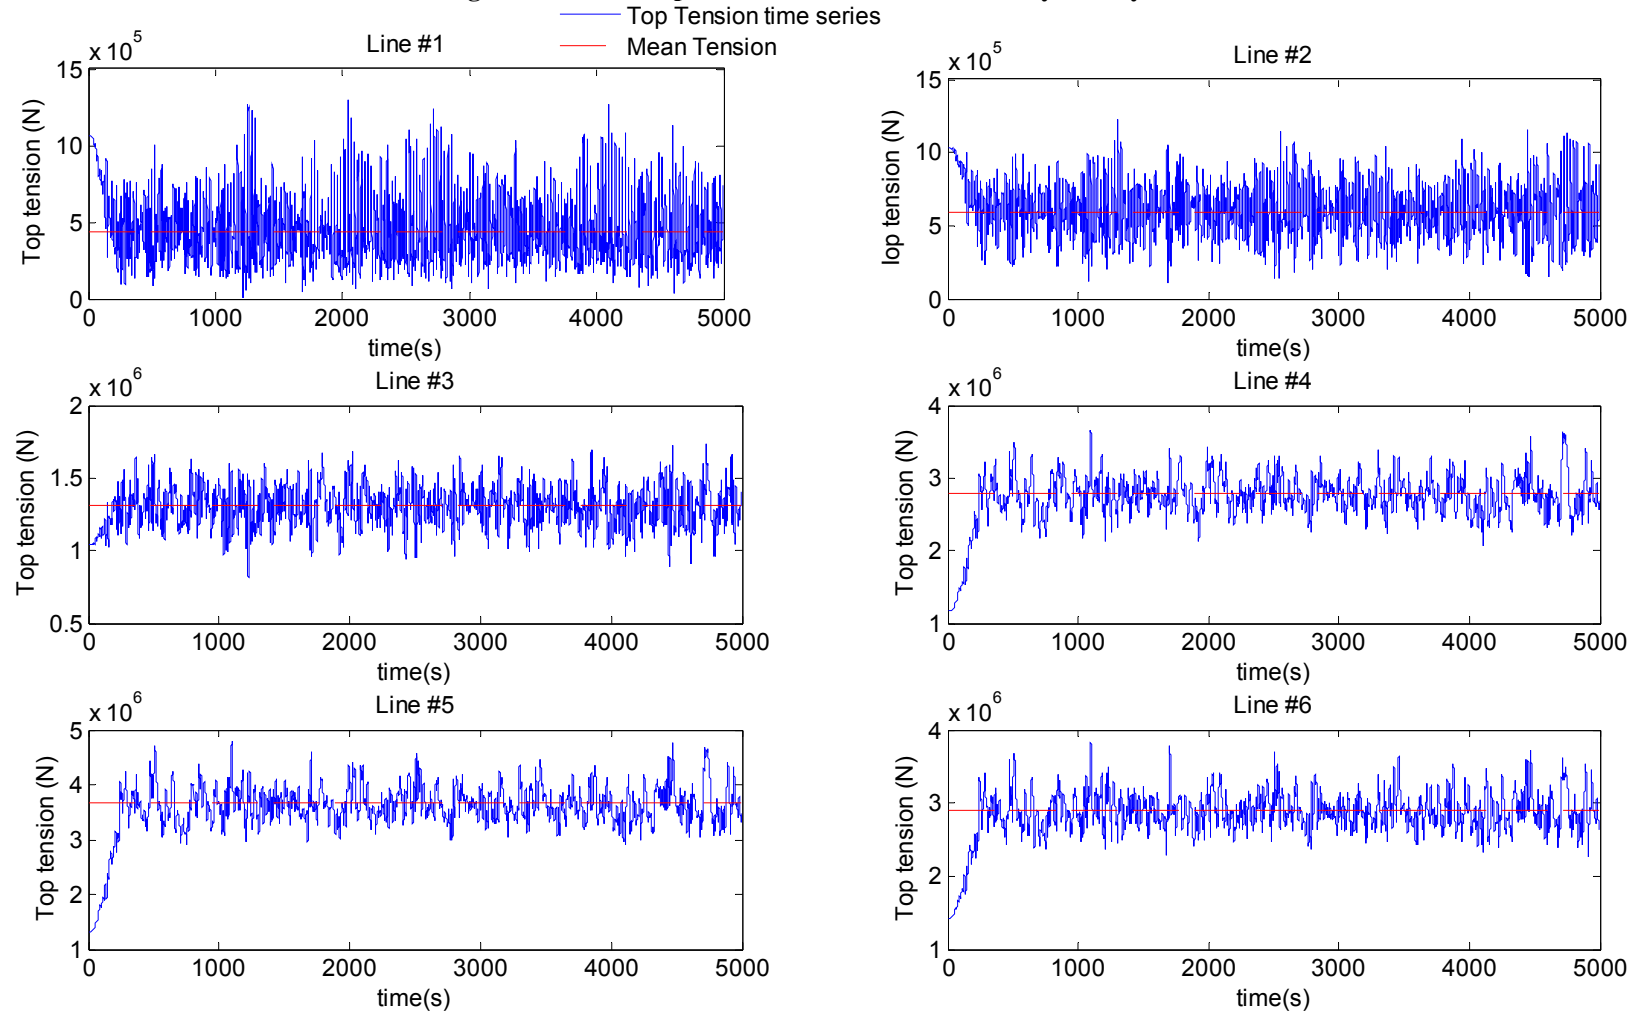 Top Tension time series
Mean Tension
Line #1
x 10^5
Top tension (N)
15
10
5
0
0 1000 2000 3000 4000 5000
time(s)
Line #2
x 10^5
Top tension (N)
15
10
5
0
0 1000 2000 3000 4000 5000
time(s)
Line #3
x 10^6
Top tension (N)
2
1.5
1
0.5
0 1000 2000 3000 4000 5000
time(s)
Line #4
x 10^6
Top tension (N)
4
3
2
1
0 1000 2000 3000 4000 5000
time(s)
Line #5
x 10^6
Top tension (N)
5
4
3
2
1
0 1000 2000 3000 4000 5000
time(s)
Line #6
x 10^6
Top tension (N)
4
3
2
1
0 1000 2000 3000 4000 5000
time(s)